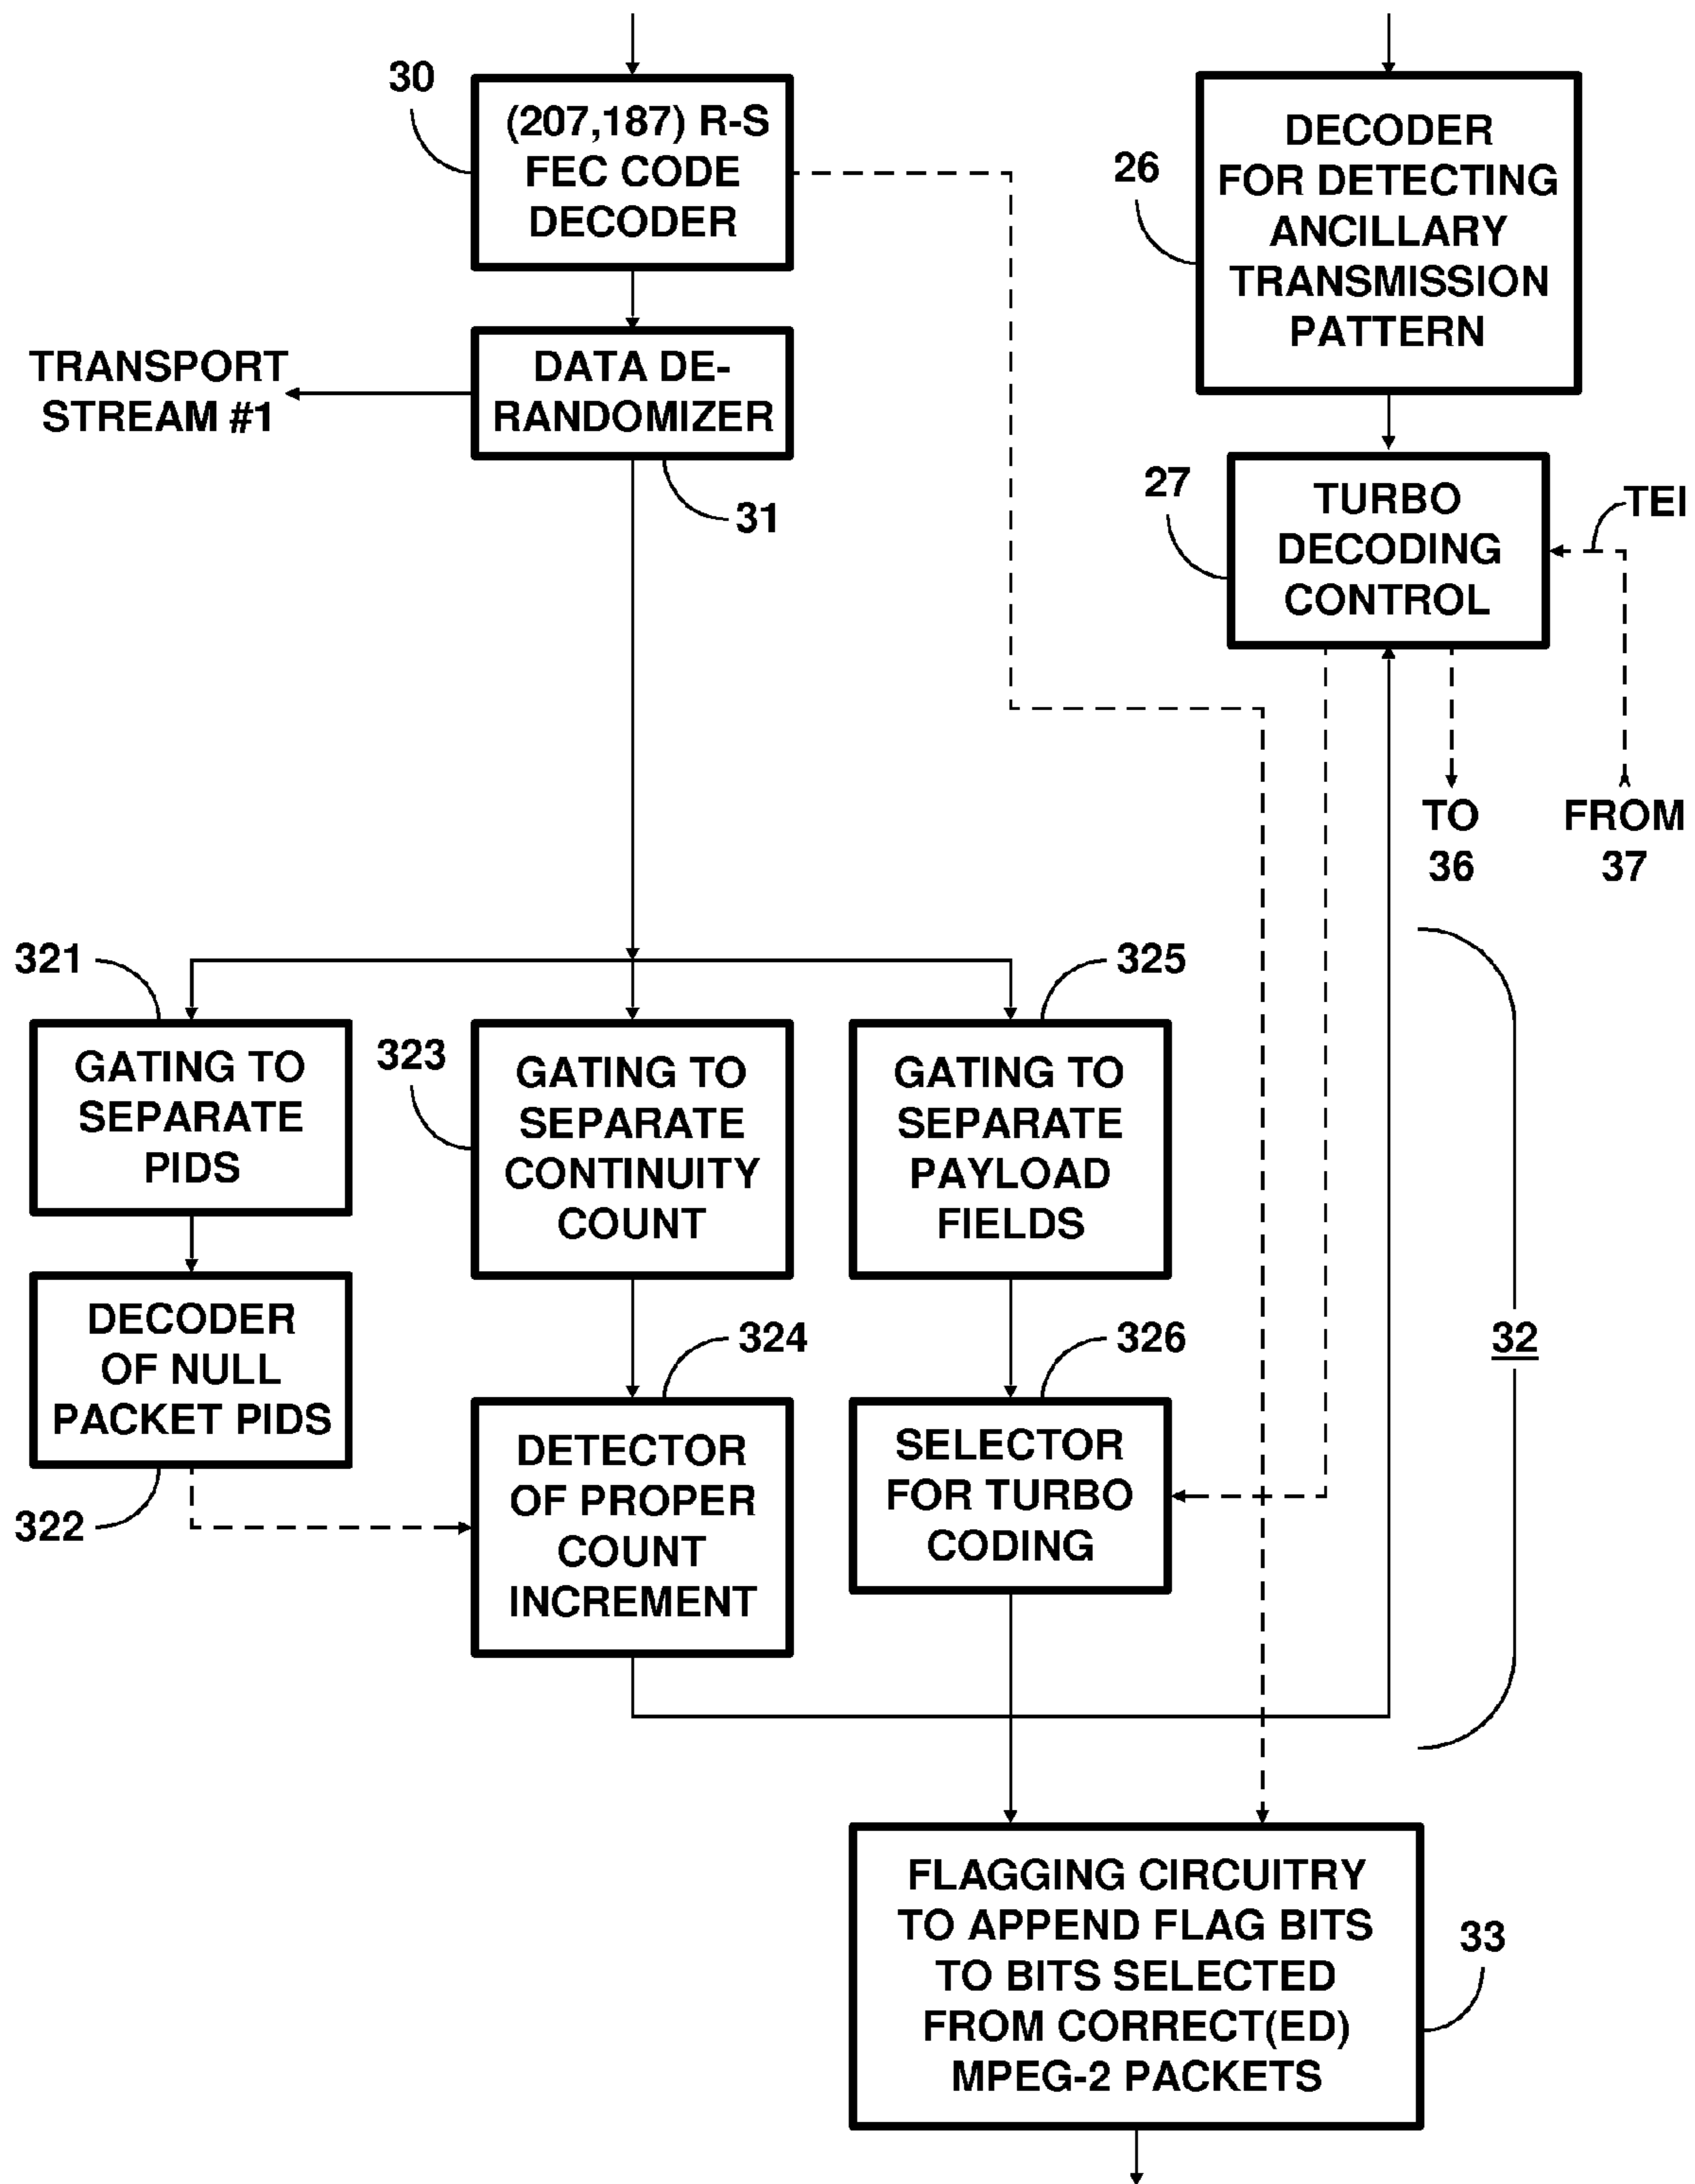 30
(207,187) R-S
FEC CODE
DECODER
26
DECODER
FOR DETECTING
ANCILLARY
TRANSMISSION
PATTERN
TRANSPORT
STREAM #1
DATA DE-
RANDOMIZER
31
27
TURBO
DECODING
CONTROL
TEI
TO
36
FROM
37
321
GATING TO
SEPARATE
PIDS
323
GATING TO
SEPARATE
CONTINUITY
COUNT
325
GATING TO
SEPARATE
PAYLOAD
FIELDS
DECODER
OF NULL
PACKET PIDS
322
324
DETECTOR
OF PROPER
COUNT
INCREMENT
326
SELECTOR
FOR TURBO
CODING
32
FLAGGING CIRCUITRY
TO APPEND FLAG BITS
TO BITS SELECTED
FROM CORRECT(ED)
MPEG-2 PACKETS
33